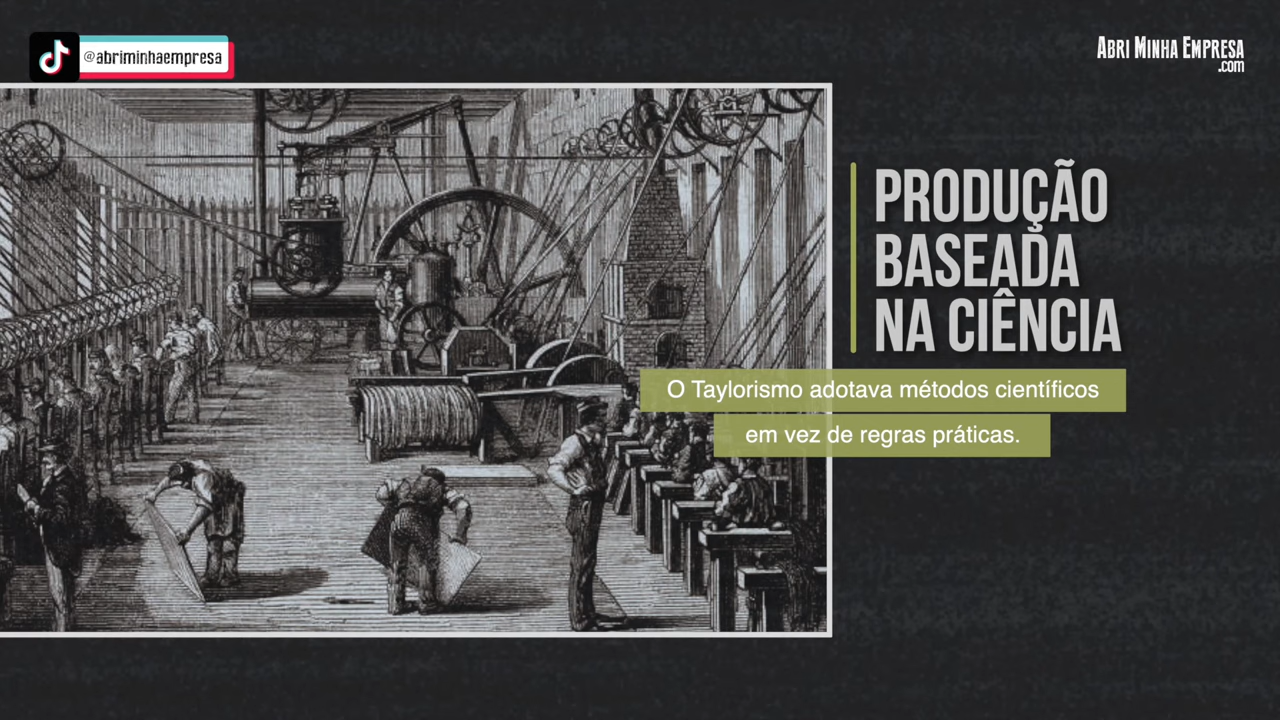 @abriminhaempresa
ABRI MINHA EMPRESA
.com
PRODUÇÃO
BASEADA
NA CIÊNCIA
O Taylorismo adotava métodos científicos
em vez de regras práticas.